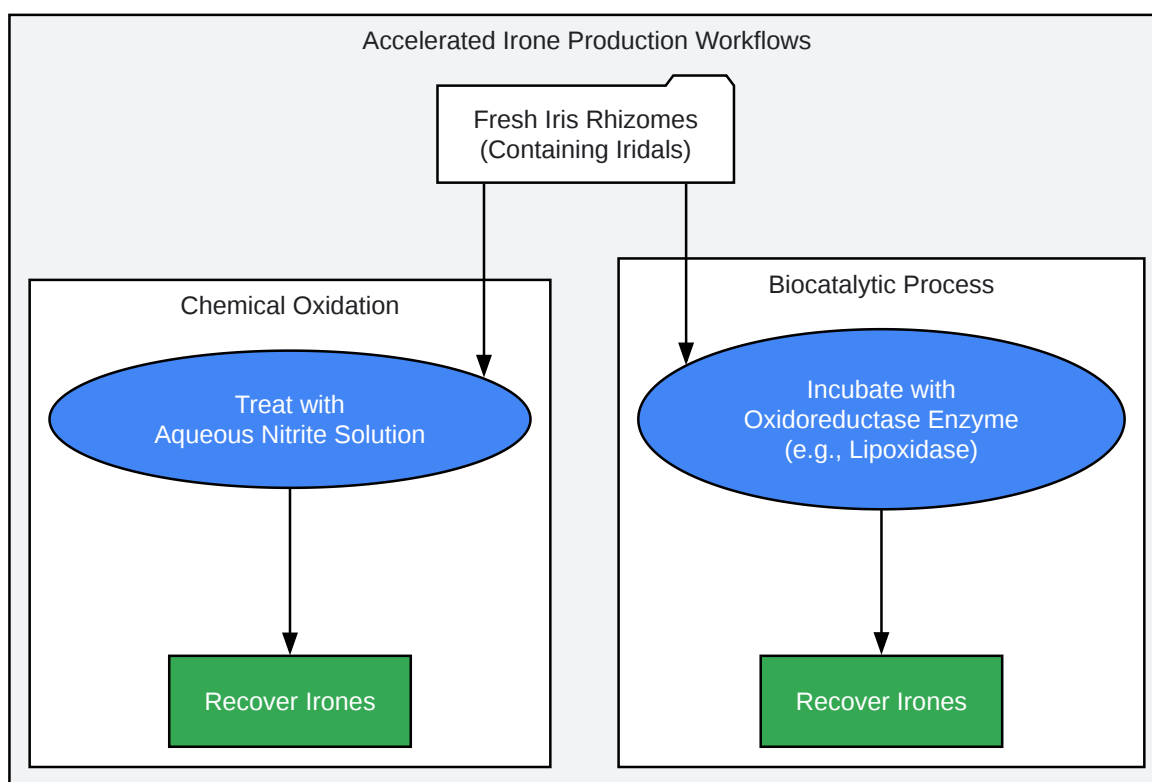 Accelerated Irone Production Workflows
Fresh Iris Rhizomes
(Containing Iridals)
Chemical Oxidation
Treat with
Aqueous Nitrite Solution
Recover Irones
Biocatalytic Process
Incubate with
Oxidoreductase Enzyme
(e.g., Lipoxidase)
Recover Irones